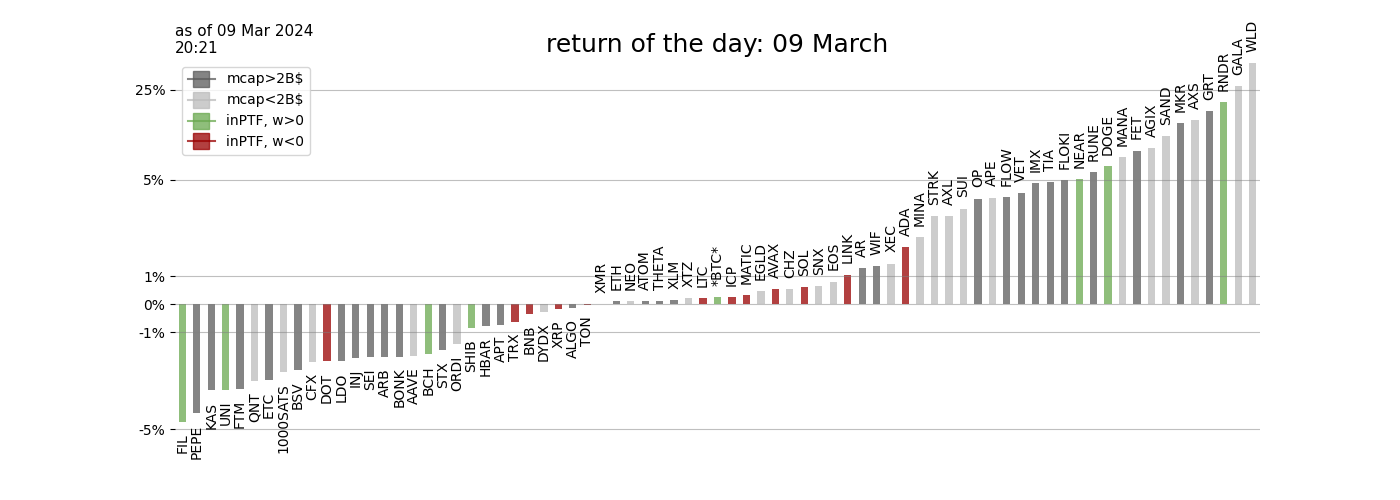 as of 09 Mar 2024
20:21
return of the day: 09 March
mcap>2B$
mcap<2B$
inPTF, w>0
inPTF, w<0
25%
5%
1%
0%
-1%
-5%
FIL
PEPE
KAS
UNI
FTM
QNT
ETC
1000SATS
BSV
CFX
DOT
LDO
INJ
SEI
ARB
BONK
AAVE
BCH
STX
ORDI
SHIB
HBAR
APT
TRX
BNB
DYDX
XRP
ALGO
TON
XMR
ETH
NEO
ATOM
THETA
XLM
XTZ
LTC
*BTC*
ICP
MATIC
EGLD
AVAX
CHZ
SOL
SNX
EOS
LINK
AR
WIF
XEC
ADA
MINA
STRK
AXL
SUI
OP
APE
FLOW
VET
IMX
TIA
FLOKI
NEAR
RUNE
DOGE
MANA
FET
AGIX
SAND
MKR
AXS
GRT
RNDR
GALA
WLD